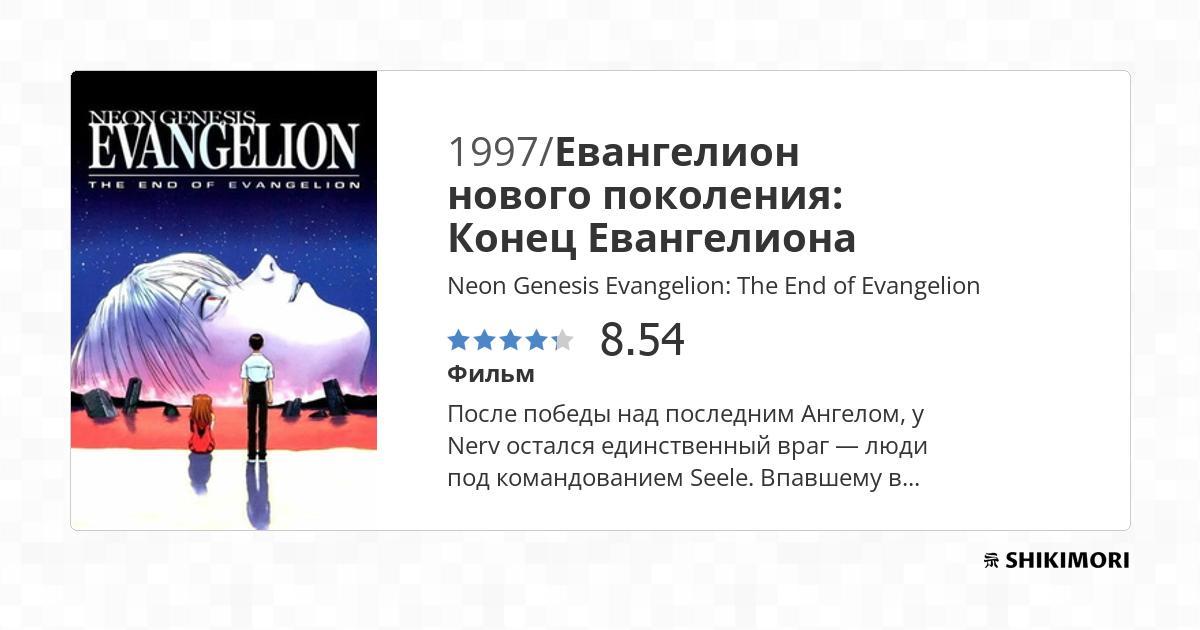 NEON GENESIS
EVANGELION
THE END OF EVANGELION
1997/Евангелион
нового поколения:
Конец Евангелиона
Neon Genesis Evangelion: The End of Evangelion
8.54
Фильм
После победы над последним Ангелом, у
Nerv остался единственный враг — люди
под командованием Seele. Впавшему в...
SHIKIMORI